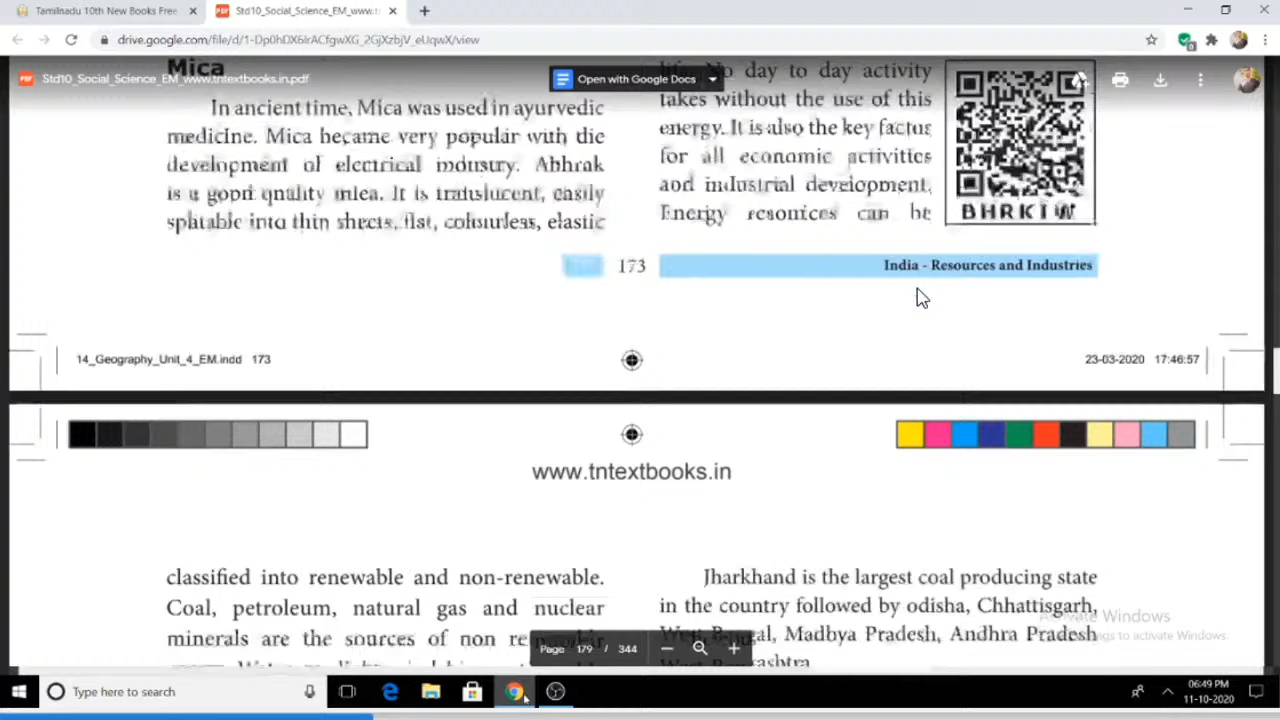 Tamilnadu 10th New Books Free
Std10_Social_Science_EM_www.t
drive.google.com/file/d/1-Dp0hDX6IrACfgwXG_2GjXzbjV_eUqwX/view
Mica
Std10_Social_Science_EM_www.tntextbooks.in.pdf
Open with Google Docs
In ancient time, Mica was used in ayurvedic
medicine. Mica became very popular with the
development of electrical industry. Abhrak
is a good quality mica. It is translucent, easily
splitable into thin sheets, flat, colourless, elastic
life. No day to day activity
takes without the use of this
energy. It is also the key factor
for all economic activities
and industrial development.
Energy resources can be
BHRKTW
173
India - Resources and Industries
14_Geography_Unit_4_EM.indd 173
23-03-2020 17:46:57
www.tntextbooks.in
classified into renewable and non-renewable.
Coal, petroleum, natural gas and nuclear
minerals are the sources of non
Jharkhand is the largest coal producing state
in the country followed by odisha, Chhattisgarh,
West Bengal, Madhya Pradesh, Andhra Pradesh
Activate Windows
to activate Windows.
Page 179 / 344
Type here to search
06:49 PM
11-10-2020